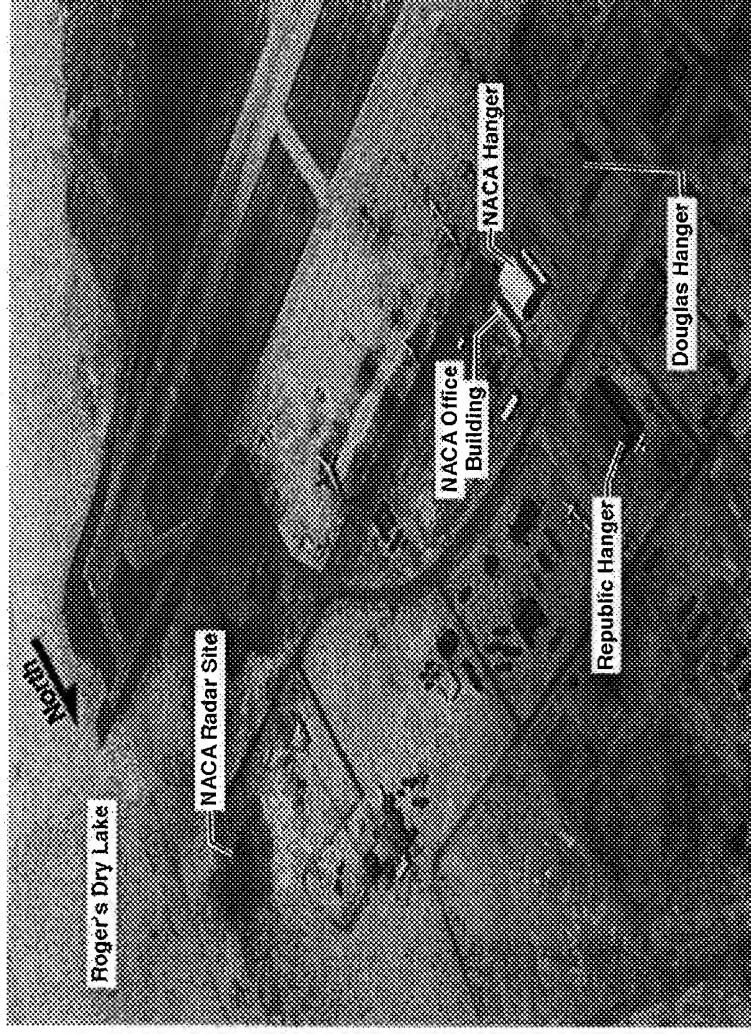 North
Roger's Dry Lake
NACA Radar Site
NACA Office
Building
NACA Hanger
Republic Hanger
Douglas Hanger